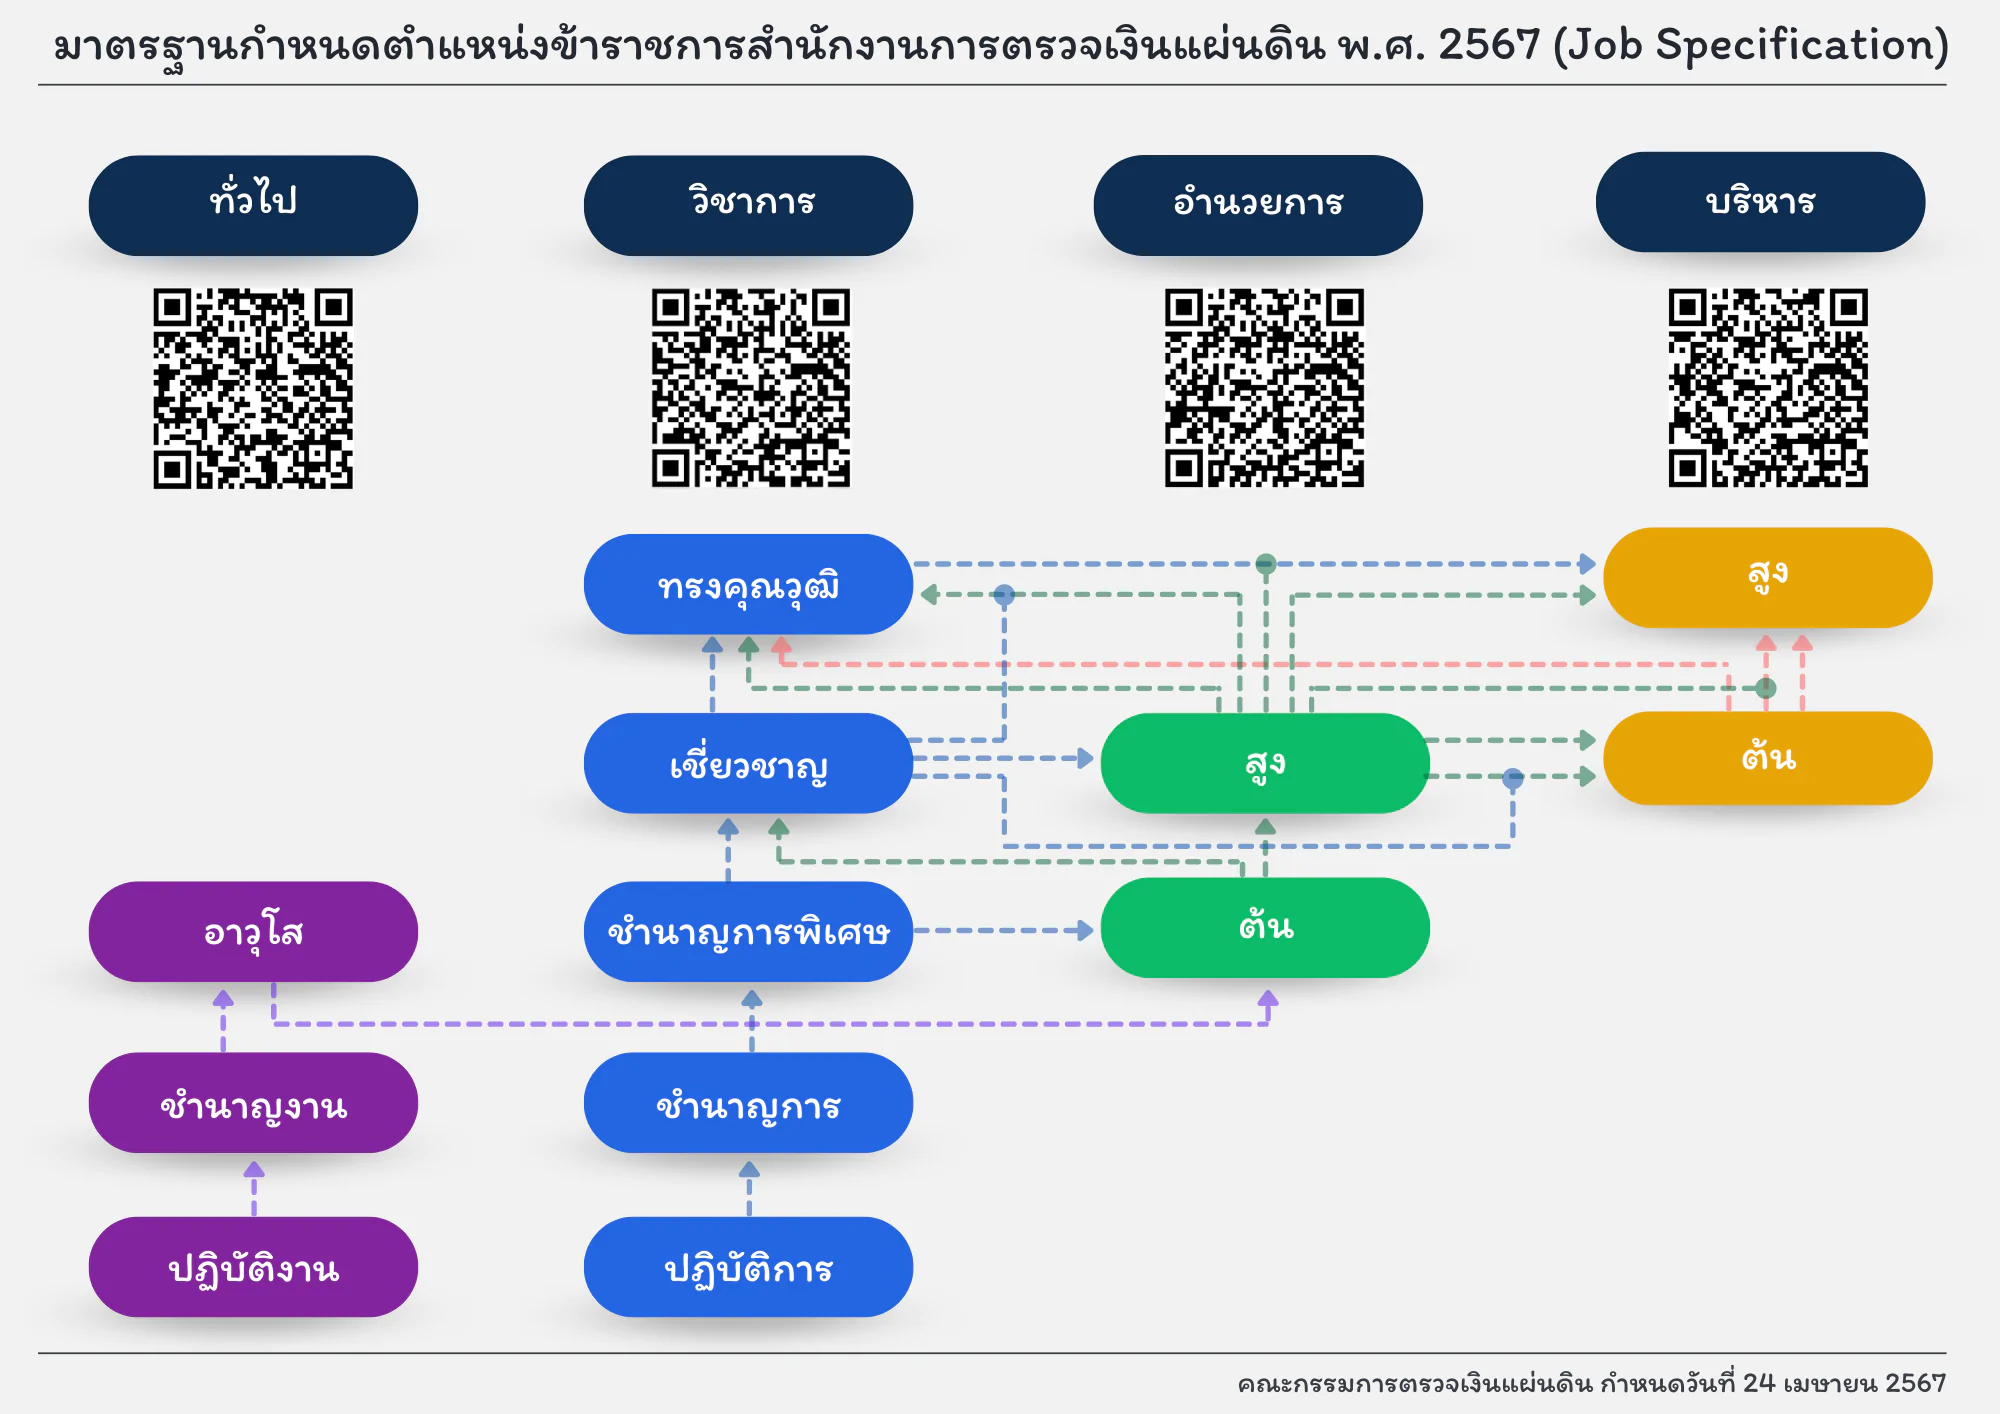 มาตรฐานกำหนดตำแหน่งข้าราชการสำนักงานการตรวจเงินแผ่นดิน พ.ศ. 2567 (Job Specification)
ทั่วไป
วิชาการ
อำนวยการ
บริหาร
ทรงคุณวุฒิ
สูง
เชี่ยวชาญ
สูง
ต้น
อาวุโส
ชำนาญการพิเศษ
ต้น
ชำนาญงาน
ชำนาญการ
ปฏิบัติงาน
ปฏิบัติการ
คณะกรรมการตรวจเงินแผ่นดิน กำหนดวันที่ 24 เมษายน 2567